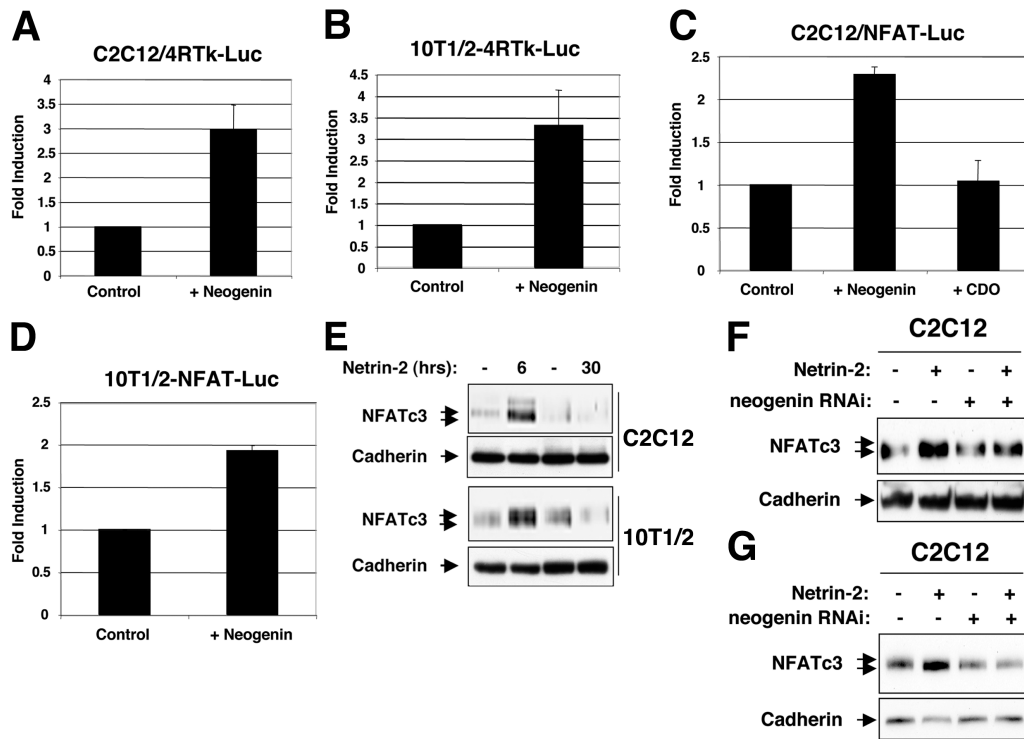 A
C2C12/4RTk-Luc
Fold Induction
4
3.5
3
2.5
2
1.5
1
0.5
0
Control
+ Neogenin
B
10T1/2-4RTk-Luc
Fold Induction
4.5
4
3.5
3
2.5
2
1.5
1
0.5
0
Control
+ Neogenin
C
C2C12/NFAT-Luc
Fold Induction
2.5
2
1.5
1
0.5
0
Control
+ Neogenin
+ CDO
D
10T1/2-NFAT-Luc
Fold Induction
2.5
2
1.5
1
0.5
0
Control
+ Neogenin
E
Netrin-2 (hrs): - 6 - 30
NFATc3
Cadherin
C2C12
NFATc3
Cadherin
10T1/2
F
C2C12
Netrin-2: - + - +
neogenin RNAi: - - + +
NFATc3
Cadherin
G
C2C12
Netrin-2: - + - +
neogenin RNAi: - - + +
NFATc3
Cadherin